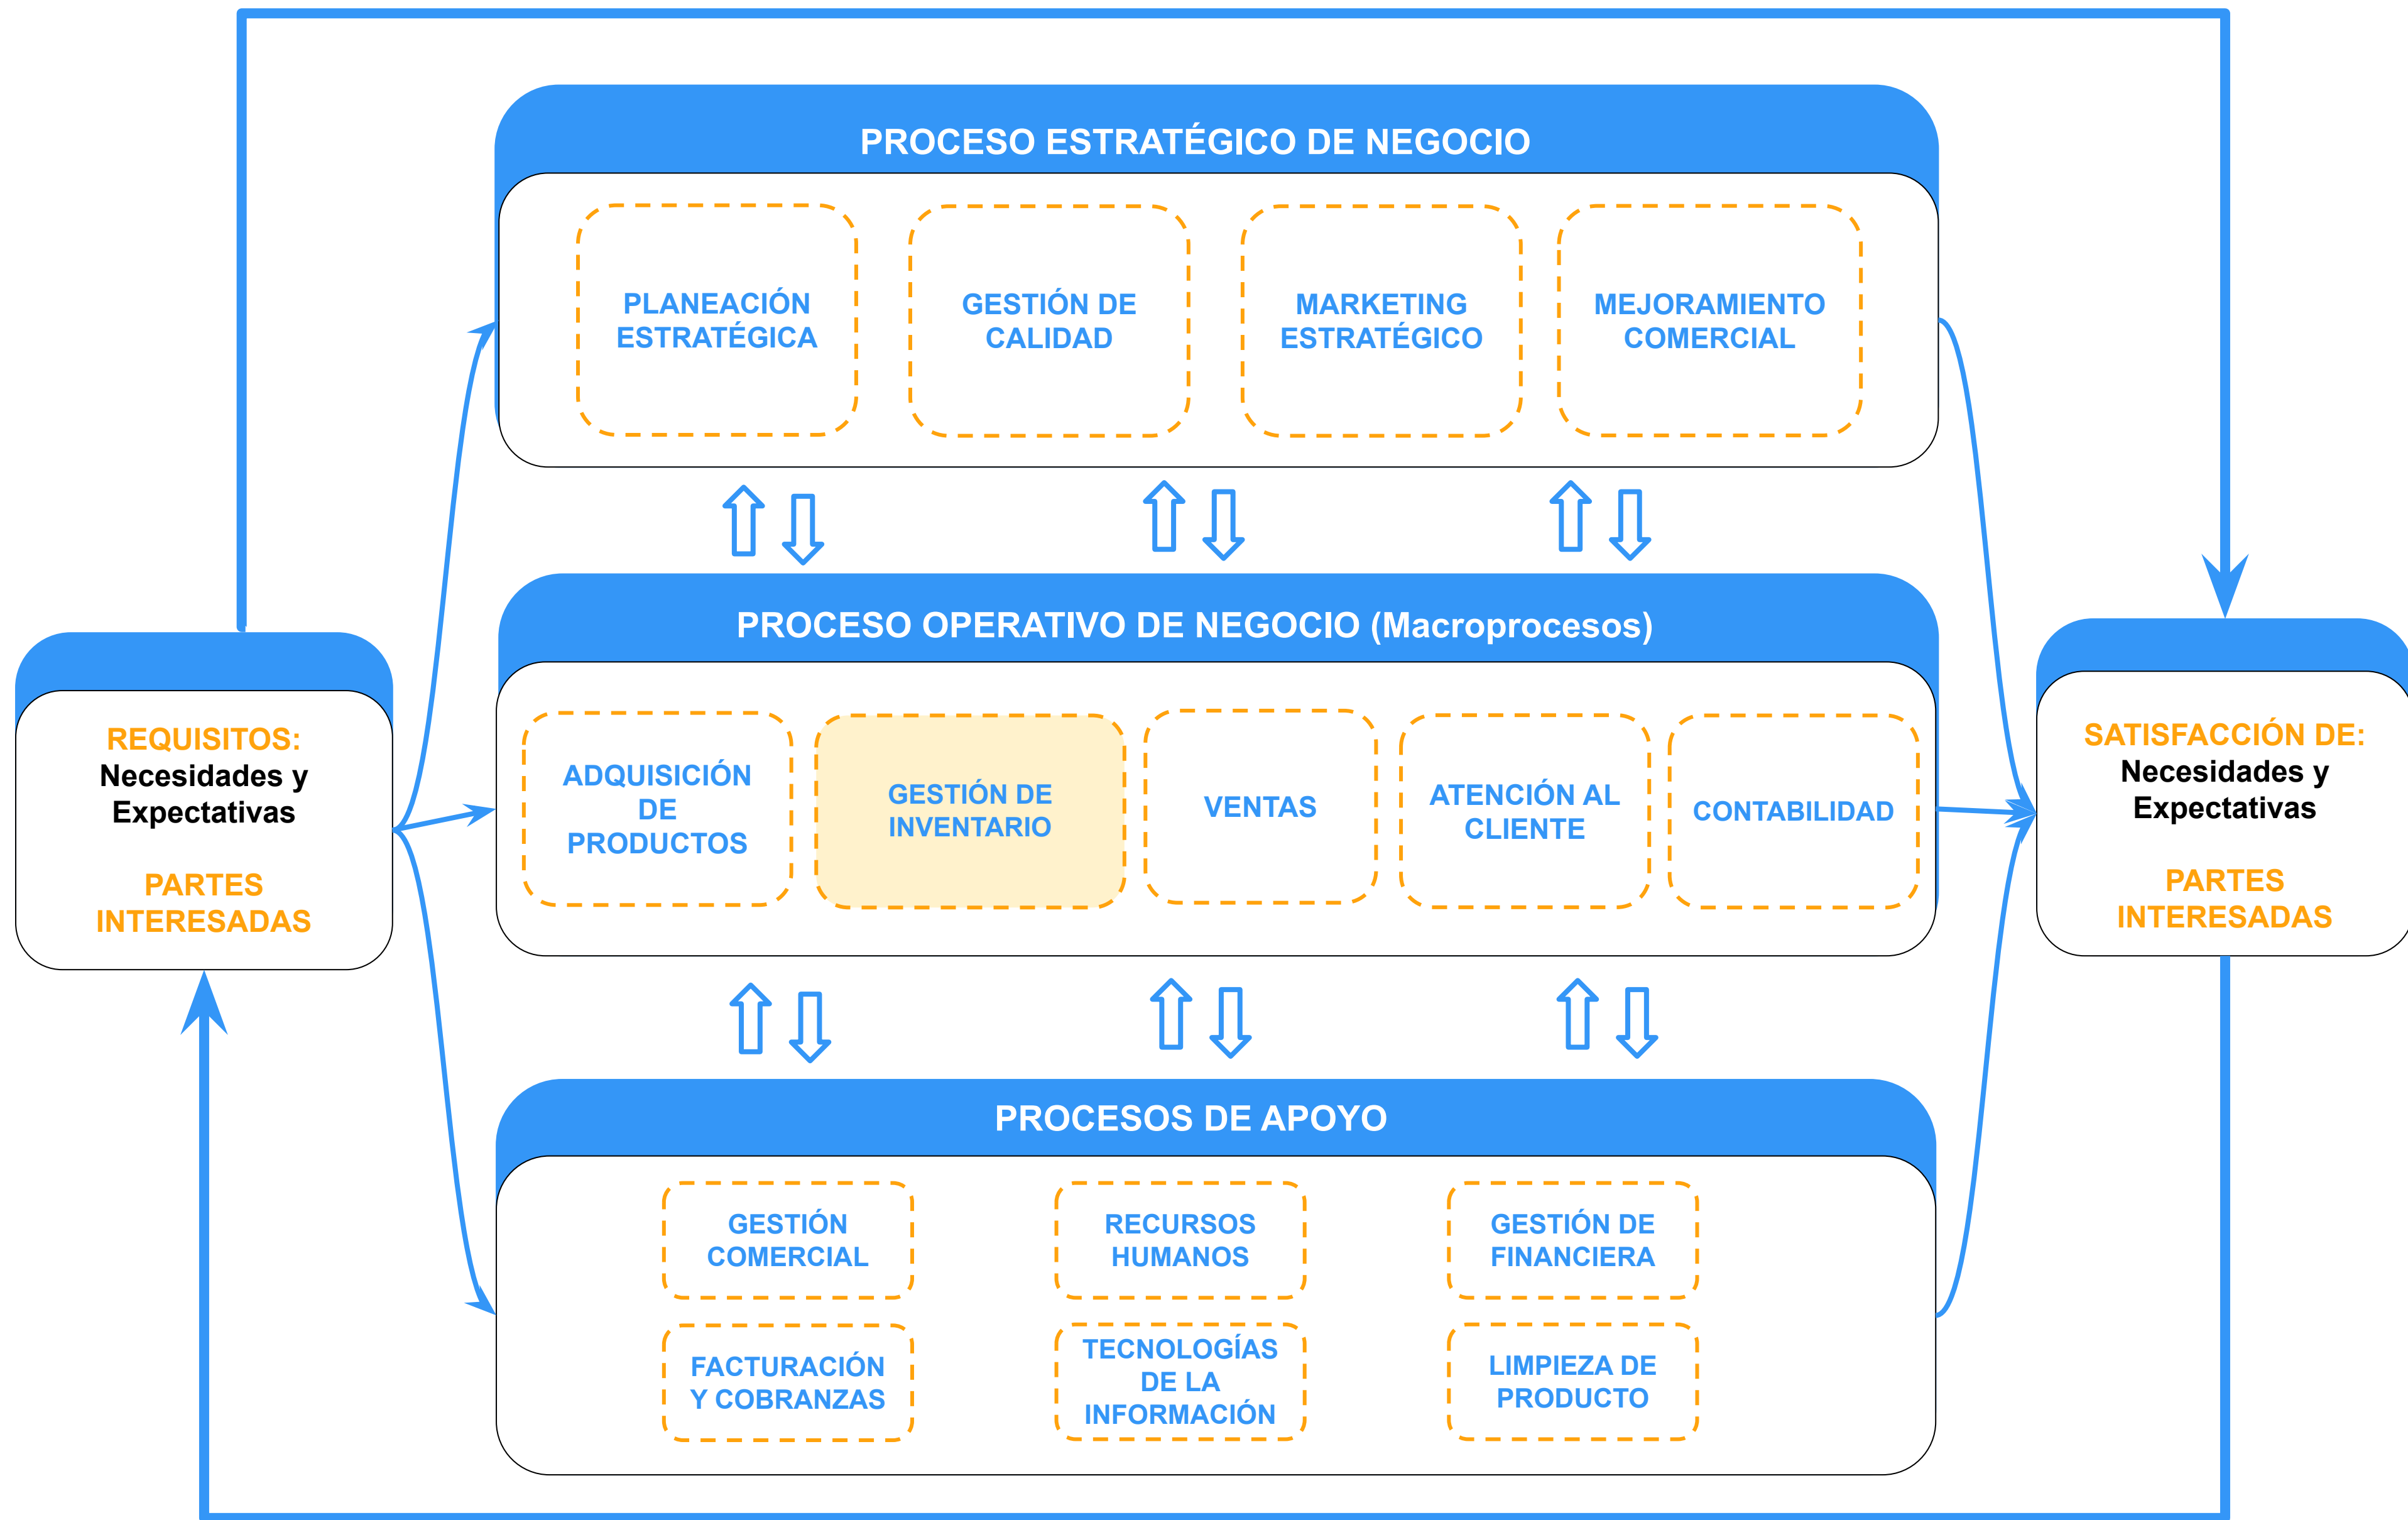 PROCESO ESTRATÉGICO DE NEGOCIO
PLANEACIÓN
ESTRATÉGICA
GESTIÓN DE
CALIDAD
MARKETING
ESTRATÉGICO
MEJORAMIENTO
COMERCIAL
REQUISITOS:
Necesidades y
Expectativas
PARTES
INTERESADAS
PROCESO OPERATIVO DE NEGOCIO (Macroprocesos)
ADQUISICIÓN
DE
PRODUCTOS
GESTIÓN DE
INVENTARIO
VENTAS
ATENCIÓN AL
CLIENTE
CONTABILIDAD
SATISFACCIÓN DE:
Necesidades y
Expectativas
PARTES
INTERESADAS
PROCESOS DE APOYO
GESTIÓN
COMERCIAL
RECURSOS
HUMANOS
GESTIÓN DE
FINANCIERA
FACTURACIÓN
Y COBRANZAS
TECNOLOGÍAS
DE LA
INFORMACIÓN
LIMPIEZA DE
PRODUCTO